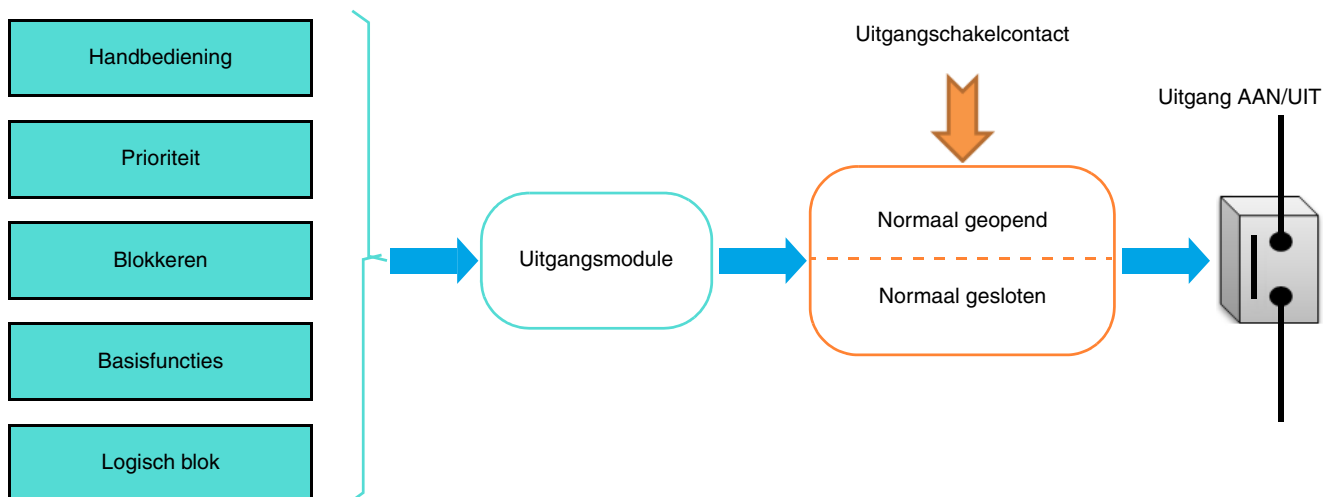 Handbediening
Prioriteit
Blokkeren
Basisfuncties
Logisch blok
Uitgangsmodule
Uitgangschakelcontact
Normaal geopend
Normaal gesloten
Uitgang AAN/UIT